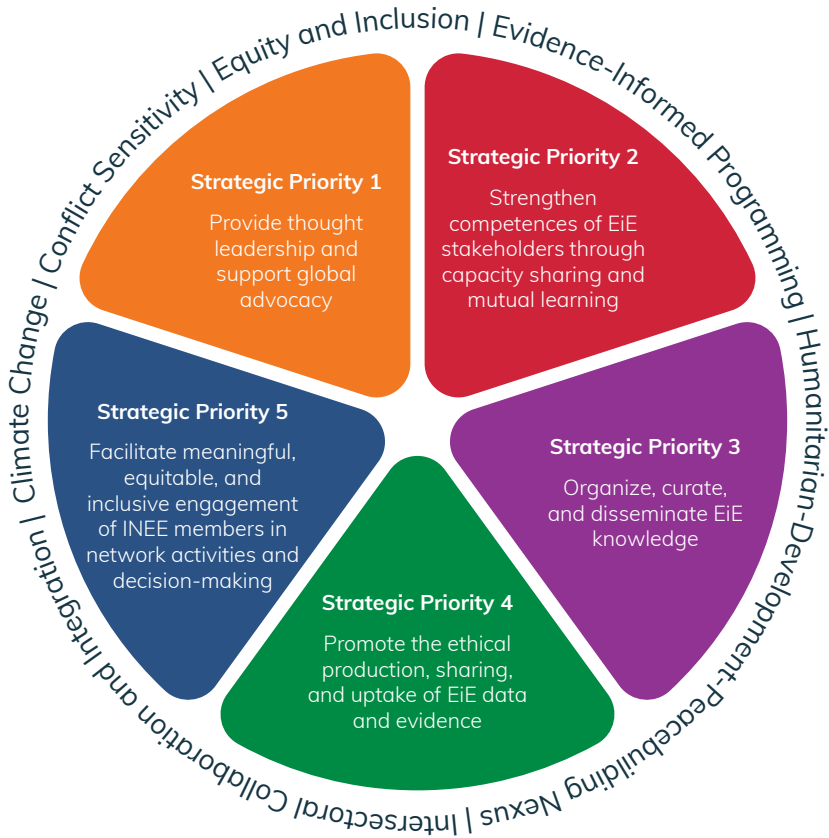 Climate Change | Conflict Sensitivity | Equity and Inclusion | Evidence-Informed Programming | Humanitarian-Development-Peacebuilding Nexus | Intersectoral Collaboration and Integration |
Strategic Priority 1
Provide thought
leadership and
support global
advocacy
Strategic Priority 2
Strengthen
competences of EiE
stakeholders through
capacity sharing and
mutual learning
Strategic Priority 3
Organize, curate,
and disseminate EiE
knowledge
Strategic Priority 4
Promote the ethical
production, sharing,
and uptake of EiE data
and evidence
Strategic Priority 5
Facilitate meaningful,
equitable, and
inclusive engagement
of INEE members in
network activities and
decision-making